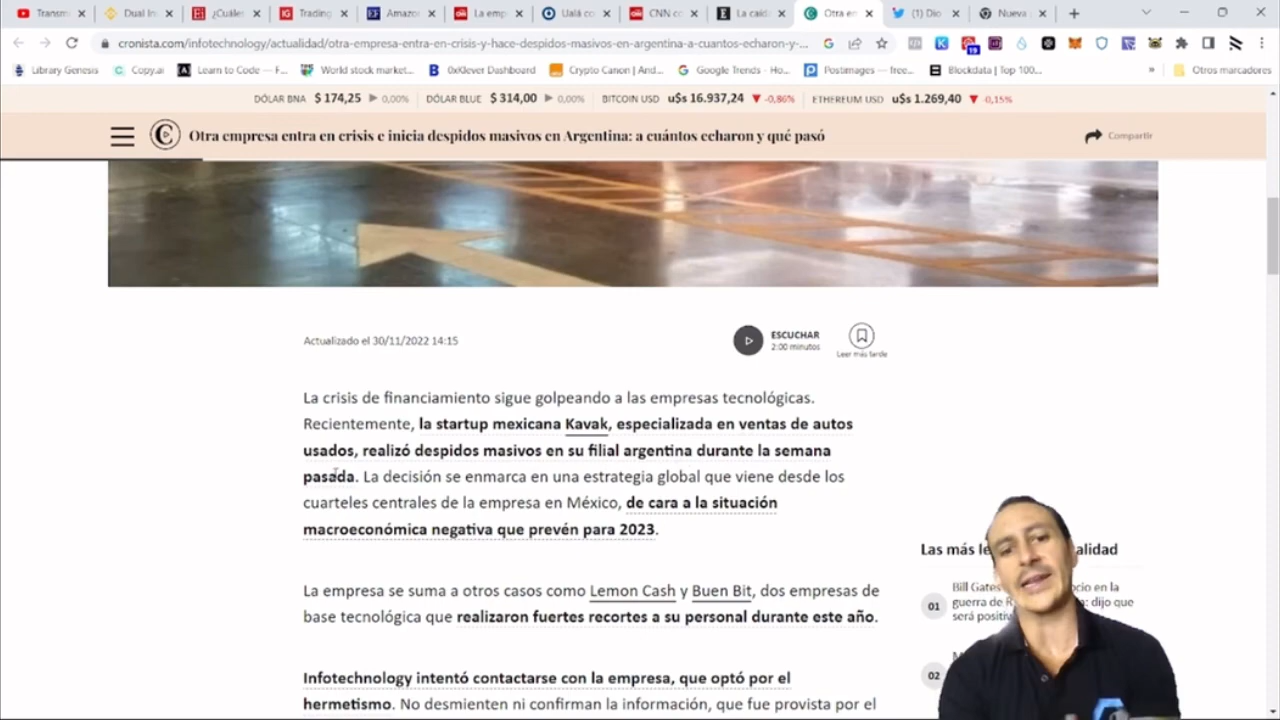 Transmi
Dual In
¿Cuále
Trading
Amazo
La emp
Ualá co
CNN co
La caíd
Otra en
(1) Dio
Nueva
cronista.com/infotechnology/actualidad/otra-empresa-entra-en-crisis-y-hace-despidos-masivos-en-argentina-a-cuantos-echaron-y-...
19
Library Genesis
Copy.ai
Learn to Code — F...
World stock market...
0xKlever Dashboard
Crypto Canon | And...
Google Trends - Ho...
Postimages — free...
Blockdata | Top 100...
»
Otros marcadores
DÓLAR BNA $ 174,25 0,00% DÓLAR BLUE $ 314,00 0,00% BITCOIN USD u$s 16.937,24 -0,86% ETHEREUM USD u$s 1.269,40 -0,15%
Otra empresa entra en crisis e inicia despidos masivos en Argentina: a cuántos echaron y qué pasó
Compartir
Actualizado el 30/11/2022 14:15
ESCUCHAR
2:00 minutos
Leer más tarde
La crisis de financiamiento sigue golpeando a las empresas tecnológicas.
Recientemente, la startup mexicana Kavak, especializada en ventas de autos
usados, realizó despidos masivos en su filial argentina durante la semana
pasada. La decisión se enmarca en una estrategia global que viene desde los
cuarteles centrales de la empresa en México, de cara a la situación
macroeconómica negativa que prevén para 2023.
La empresa se suma a otros casos como Lemon Cash y Buen Bit, dos empresas de
base tecnológica que realizaron fuertes recortes a su personal durante este año.
Infotechnology intentó contactarse con la empresa, que optó por el
hermetismo. No desmienten ni confirman la información, que fue provista por el
Las más le alidad
01
Bill Gates ocio en la
guerra de R : dijo que
será positiv
02